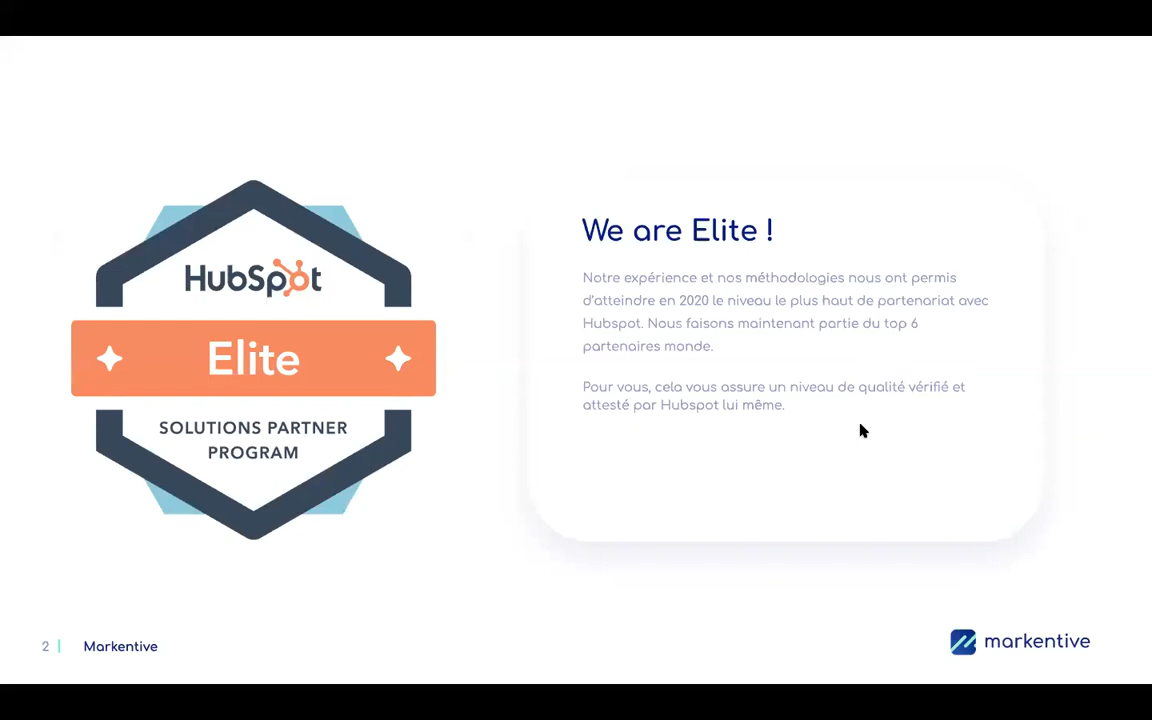 HubSpot
Elite
SOLUTIONS PARTNER
PROGRAM
We are Elite !
Notre expérience et nos méthodologies nous ont permis
d'atteindre en 2020 le niveau le plus haut de partenariat avec
Hubspot. Nous faisons maintenant partie du top 6
partenaires monde.
Pour vous, cela vous assure un niveau de qualité vérifié et
attesté par Hubspot lui même.
2
Markentive
markentive